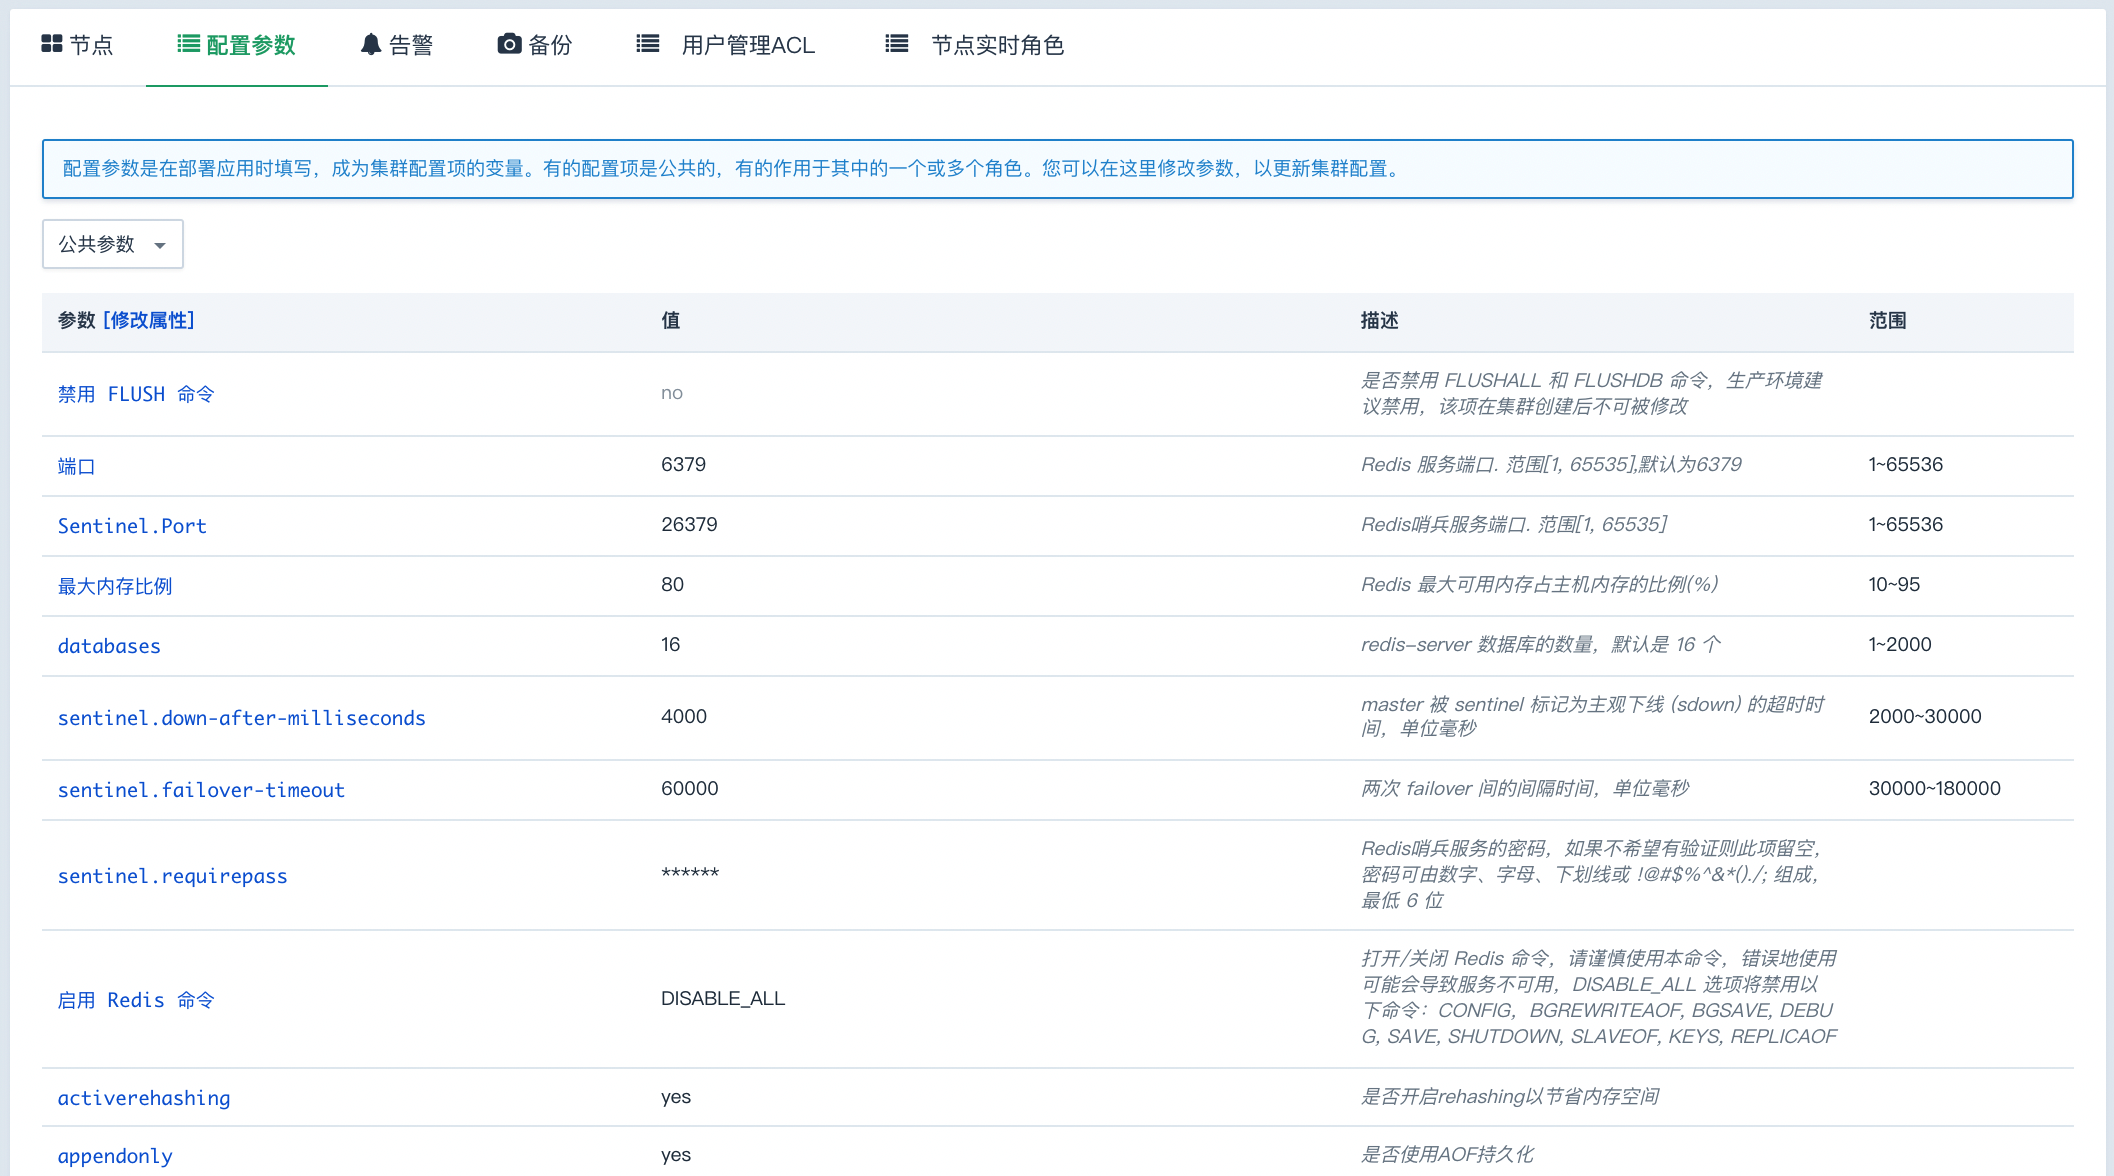 节点 配置参数 告警 备份 用户管理ACL 节点实时角色
配置参数是在部署应用时填写，成为集群配置项的变量。有的配置项是公共的，有的作用于其中的一个或多个角色。您可以在这里修改参数，以更新集群配置。
公共参数
参数 [修改属性] 值 描述 范围
禁用 FLUSH 命令 no 是否禁用 FLUSHALL 和 FLUSHDB 命令，生产环境建
议禁用，该项在集群创建后不可被修改
端口 6379 Redis 服务端口. 范围[1, 65535],默认为6379 1~65536
Sentinel.Port 26379 Redis哨兵服务端口. 范围[1, 65535] 1~65536
最大内存比例 80 Redis 最大可用内存占主机内存的比例(%) 10~95
databases 16 redis-server 数据库的数量，默认是 16 个 1~2000
sentinel.down-after-milliseconds 4000 master 被 sentinel 标记为主观下线 (sdown) 的超时时
间，单位毫秒 2000~30000
sentinel.failover-timeout 60000 两次 failover 间的间隔时间，单位毫秒 30000~180000
sentinel.requirepass ****** Redis哨兵服务的密码，如果不希望有验证则此项留空，
密码可由数字、字母、下划线或 !@#$%^&*()./; 组成，
最低 6 位
启用 Redis 命令 DISABLE_ALL 打开/关闭 Redis 命令，请谨慎使用本命令，错误地使用
可能会导致服务不可用，DISABLE_ALL 选项将禁用以
下命令：CONFIG，BGREWRITEAOF, BGSAVE, DEBU
G, SAVE, SHUTDOWN, SLAVEOF, KEYS, REPLICAOF
activerehashing yes 是否开启rehashing以节省内存空间
appendonly yes 是否使用AOF持久化